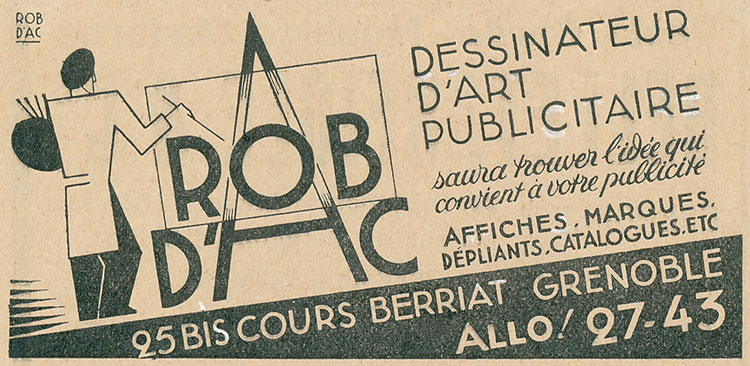 ROB
D'AC
ROB
D'AC
DESSINATEUR
D'ART
PUBLICITAIRE
saura trouver l'idée qui
convient à votre publicité
AFFICHES, MARQUES,
DÉPLIANTS, CATALOGUES, ETC
25 BIS COURS BERRIAT GRENOBLE
ALLO! 27-43